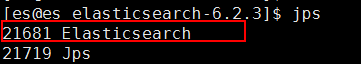 [es@es elasticsearch-6.2.3]$ jps
21681 Elasticsearch
21719 Jps